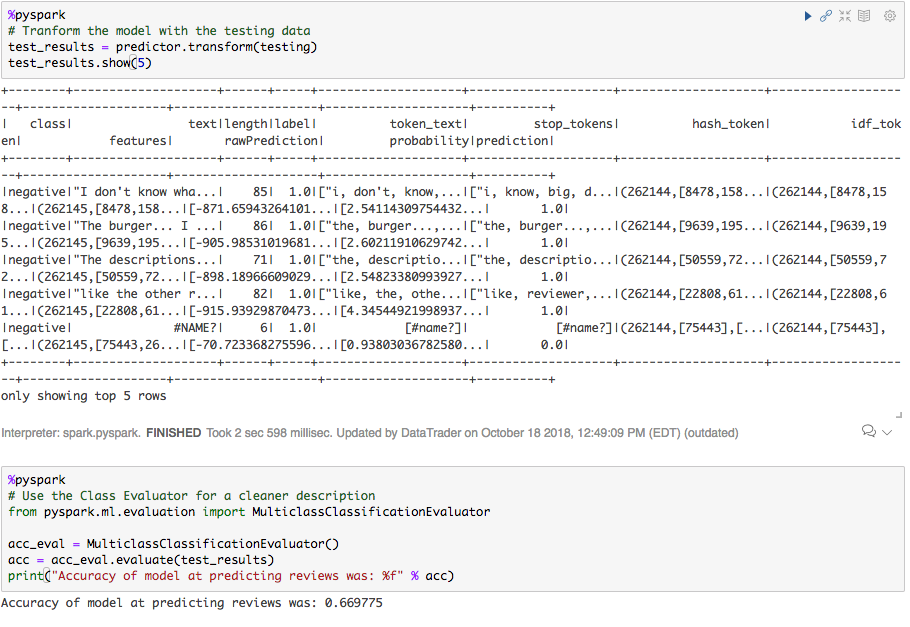 %pyspark
# Tranform the model with the testing data
test_results = predictor.transform(testing)
test_results.show(5)
+--------+--------------------+------+-----+--------------------+--------------------+--------------------+------------------
--+--------------------+--------------------+--------------------+----------+
|   class|                text|length|label|          token_text|         stop_tokens|          hash_token|           idf_tok
en|            features|       rawPrediction|         probability|prediction|
+--------+--------------------+------+-----+--------------------+--------------------+--------------------+------------------
--+--------------------+--------------------+--------------------+----------+
|negative|"I don't know wha...|    85|  1.0|["i, don't, know,...|["i, know, big, d...|(262144,[8478,158...|(262144,[8478,15
8...|(262145,[8478,158...|[-871.65943264101...|[2.54114309754432...|       1.0|
|negative|"The burger... I ...|    86|  1.0|["the, burger...,...|["the, burger...,...|(262144,[9639,195...|(262144,[9639,19
5...|(262145,[9639,195...|[-905.98531019681...|[2.60211910629742...|       1.0|
|negative|"The descriptions...|    71|  1.0|["the, descriptio...|["the, descriptio...|(262144,[50559,72...|(262144,[50559,7
2...|(262145,[50559,72...|[-898.18966609029...|[2.54823380993927...|       1.0|
|negative|"like the other r...|    82|  1.0|["like, the, othe...|["like, reviewer,...|(262144,[22808,61...|(262144,[22808,6
1...|(262145,[22808,61...|[-915.93929870473...|[4.34544921998937...|       1.0|
|negative|              #NAME?|     6|  1.0|            [#name?]|            [#name?]|(262144,[75443],[...|(262144,[75443],
[...|(262145,[75443,26...|[-70.723368275596...|[0.93803036782580...|       0.0|
+--------+--------------------+------+-----+--------------------+--------------------+--------------------+------------------
--+--------------------+--------------------+--------------------+----------+
only showing top 5 rows
Interpreter: spark.pyspark. FINISHED Took 2 sec 598 millisec. Updated by DataTrader on October 18 2018, 12:49:09 PM (EDT) (outdated)
%pyspark
# Use the Class Evaluator for a cleaner description
from pyspark.ml.evaluation import MulticlassClassificationEvaluator
acc_eval = MulticlassClassificationEvaluator()
acc = acc_eval.evaluate(test_results)
print("Accuracy of model at predicting reviews was: %f" % acc)
Accuracy of model at predicting reviews was: 0.669775